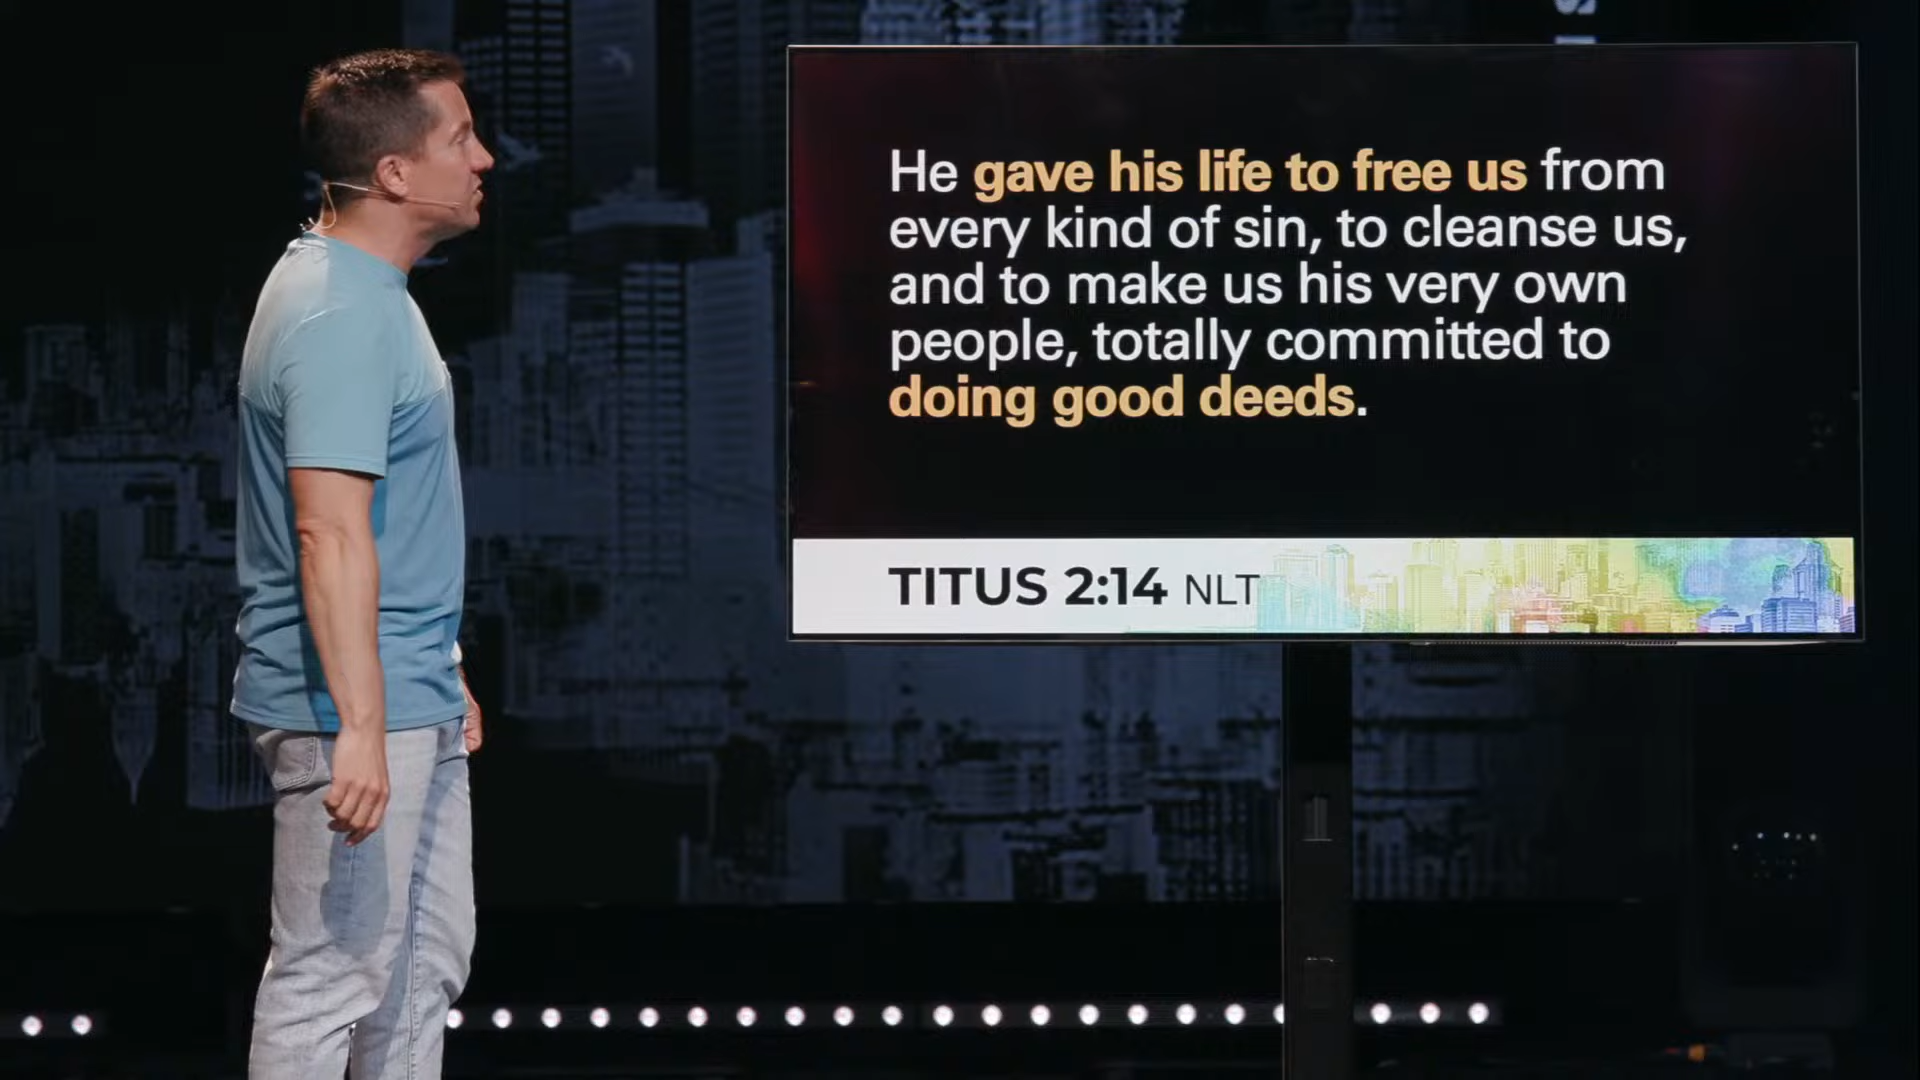 He gave his life to free us from
every kind of sin, to cleanse us,
and to make us his very own
people, totally committed to
doing good deeds.
TITUS 2:14 NLT